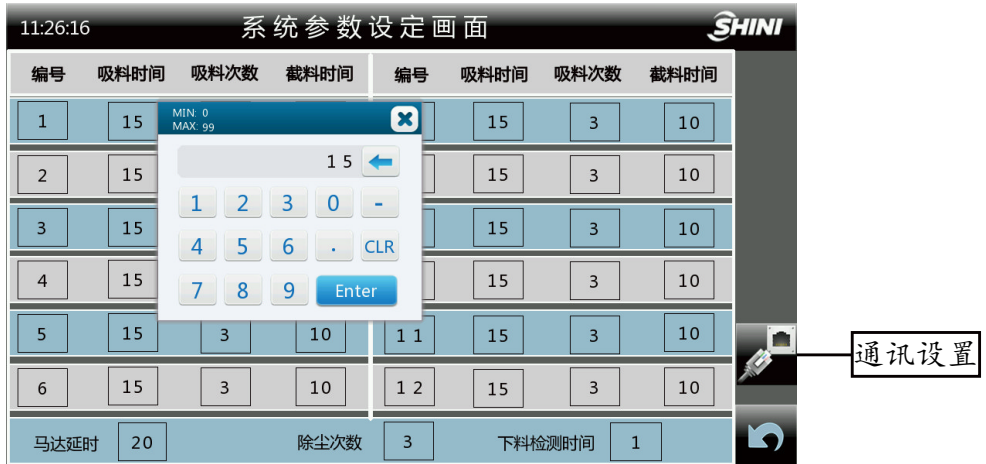 11:26:16 系统参数设定画面 SHINI
编号 吸料时间 吸料次数 截料时间 编号 吸料时间 吸料次数 截料时间
1 15 15 3 10
MIN: 0
MAX: 99
15
2 15 15 3 10
1 2 3 0 -
3 15 15 3 10
4 5 6 . CLR
4 15 15 3 10
7 8 9 Enter
5 15 3 10 11 15 3 10
通讯设置
6 15 3 10 12 15 3 10
马达延时 20 除尘次数 3 下料检测时间 1